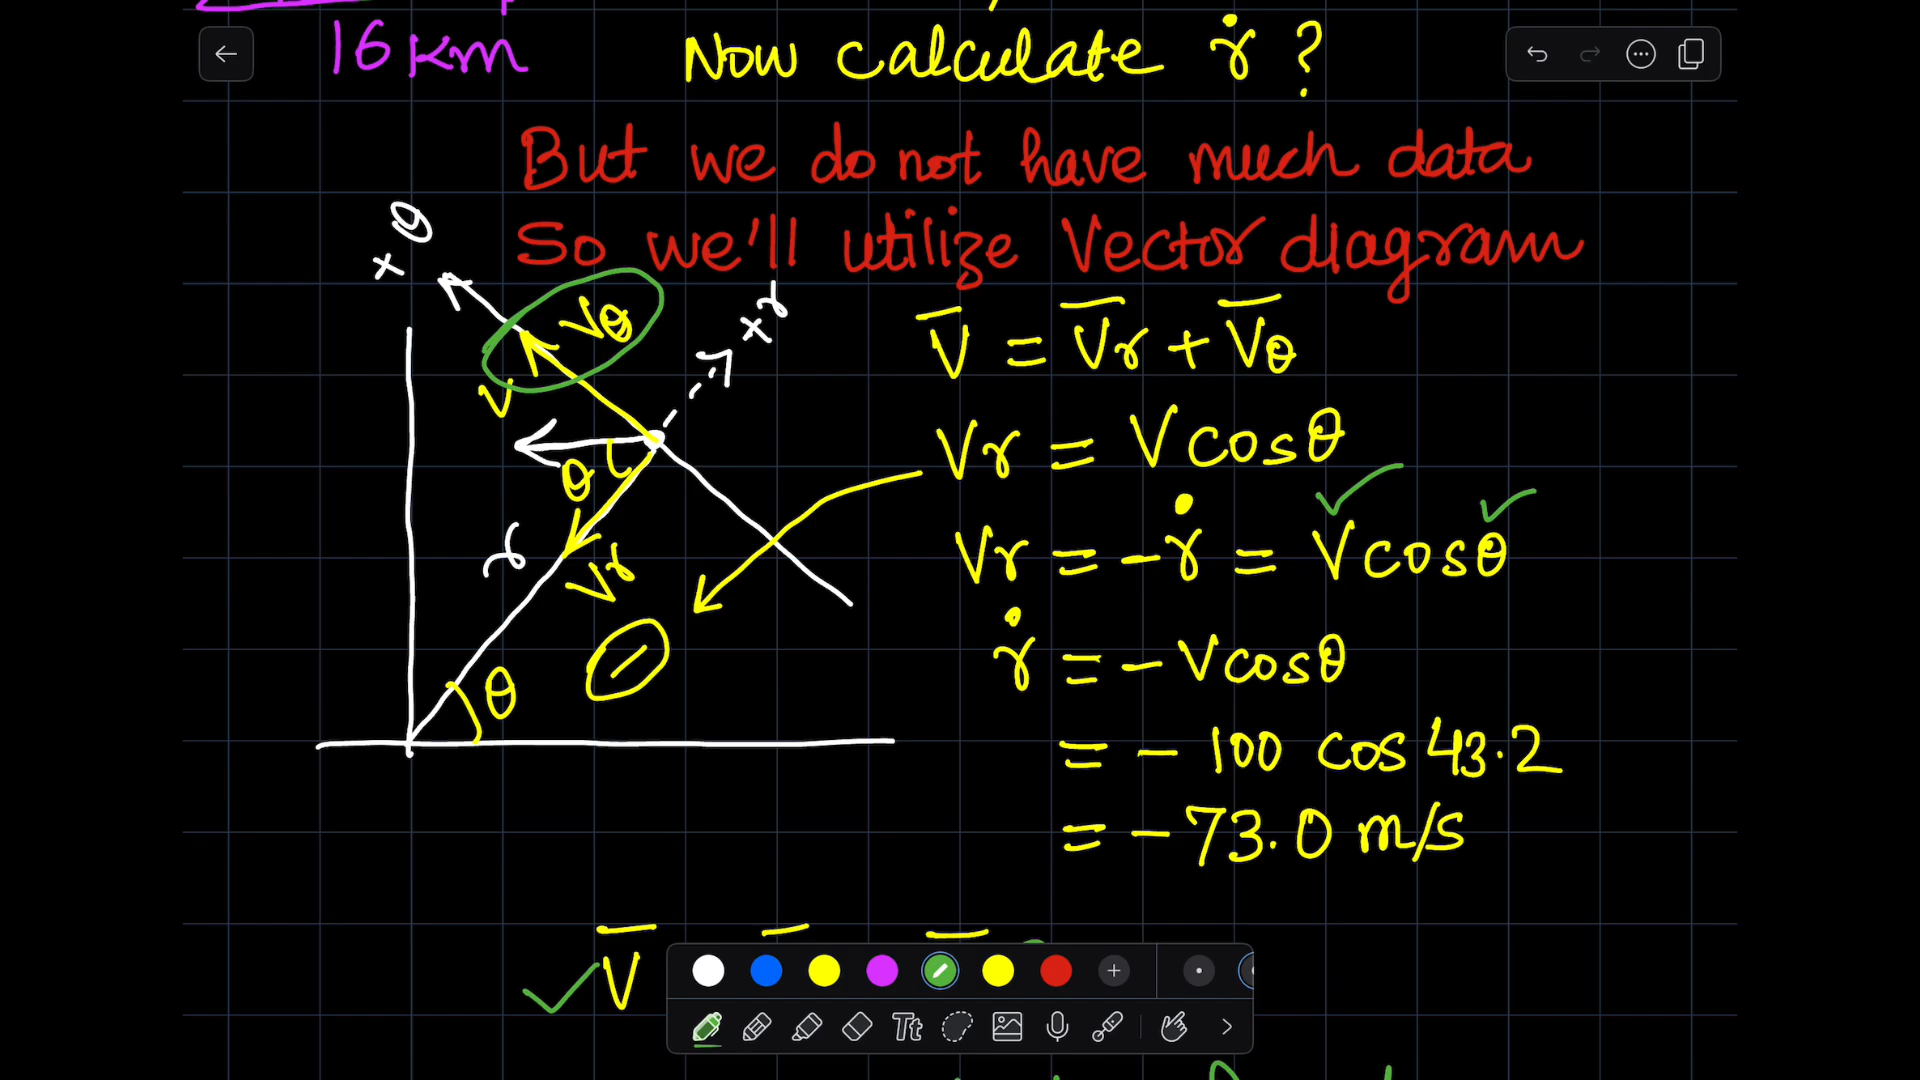 16 km
Now calculate ṙ ?
But we do not have much data
So we'll utilize Vector diagram
+ θ
Vθ
+r
V
θ
r
Vr
θ
−
V̅ = V̅r + V̅θ
Vr = V cosθ
Vr = −ṙ = V cosθ
ṙ = − V cosθ
= − 100 cos 43.2
= − 73.0 m/s
V̅
Tt